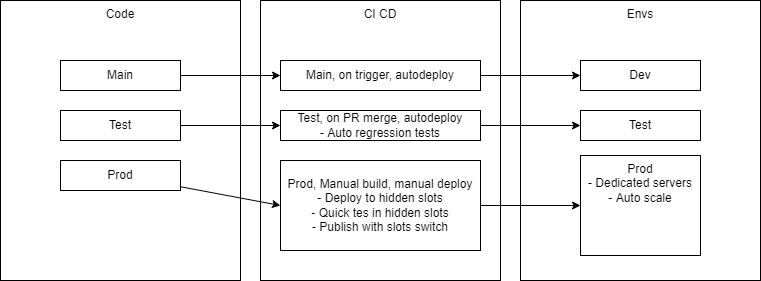 Code
CI CD
Envs
Main
Main, on trigger, autodeploy
Dev
Test
Test, on PR merge, autodeploy
- Auto regression tests
Test
Prod
Prod, Manual build, manual deploy
- Deploy to hidden slots
- Quick tes in hidden slots
- Publish with slots switch
Prod
- Dedicated servers
- Auto scale